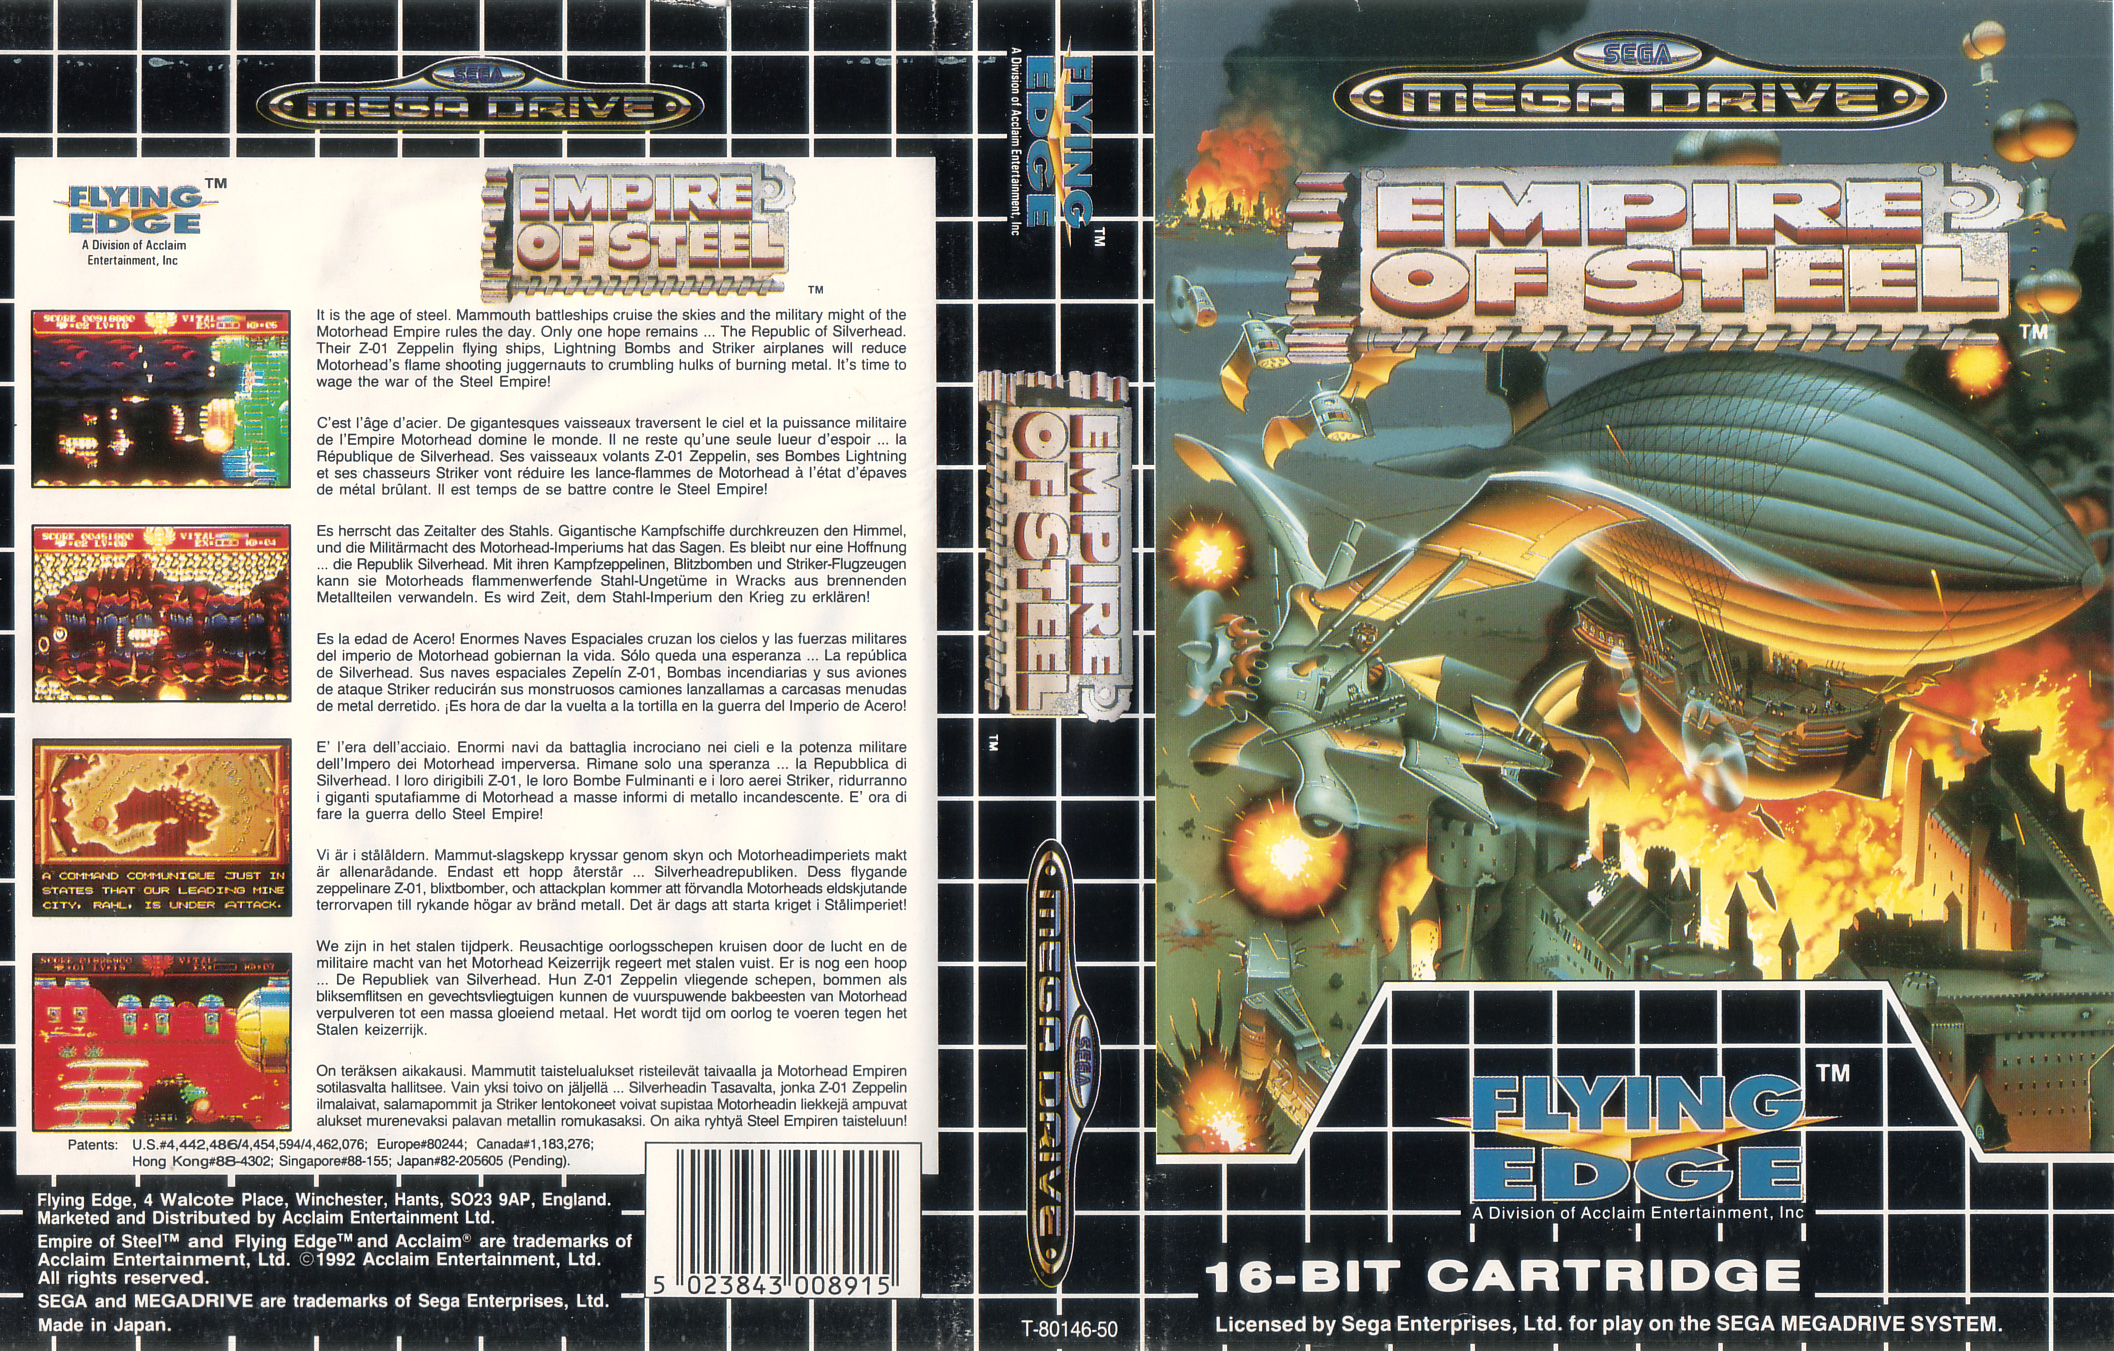 SEGA
MEGA DRIVE
FLYING
EDGE
TM
A Division of Acclaim
Entertainment, Inc
EMPIRE
OF STEEL
TM
It is the age of steel. Mammouth battleships cruise the skies and the military might of the
Motorhead Empire rules the day. Only one hope remains ... The Republic of Silverhead.
Their Z-01 Zeppelin flying ships, Lightning Bombs and Striker airplanes will reduce
Motorhead's flame shooting juggernauts to crumbling hulks of burning metal. It's time to
wage the war of the Steel Empire!
C'est l'âge d'acier. De gigantesques vaisseaux traversent le ciel et la puissance militaire
de l'Empire Motorhead domine le monde. Il ne reste qu'une seule lueur d'espoir ... la
République de Silverhead. Ses vaisseaux volants Z-01 Zeppelin, ses Bombes Lightning
et ses chasseurs Striker vont réduire les lance-flammes de Motorhead à l'état d'épaves
de métal brûlant. Il est temps de se battre contre le Steel Empire!
Es herrscht das Zeitalter des Stahls. Gigantische Kampfschiffe durchkreuzen den Himmel,
und die Militärmacht des Motorhead-Imperiums hat das Sagen. Es bleibt nur eine Hoffnung
... die Republik Silverhead. Mit ihren Kampfzeppelinen, Blitzbomben und Striker-Flugzeugen
kann sie Motorheads flammenwerfende Stahl-Ungetüme in Wracks aus brennenden
Metallteilen verwandeln. Es wird Zeit, dem Stahl-Imperium den Krieg zu erklären!
Es la edad de Acero! Enormes Naves Espaciales cruzan los cielos y las fuerzas militares
del imperio de Motorhead gobiernan la vida. Sólo queda una esperanza ... La república
de Silverhead. Sus naves espaciales Zepelín Z-01, Bombas incendiarias y sus aviones
de ataque Striker reducirán sus monstruosos camiones lanzallamas a carcasas menudas
de metal derretido. ¡Es hora de dar la vuelta a la tortilla en la guerra del Imperio de Acero!
E' l'era dell'acciaio. Enormi navi da battaglia incrociano nei cieli e la potenza militare
dell'Impero dei Motorhead imperversa. Rimane solo una speranza ... la Repubblica di
Silverhead. I loro dirigibili Z-01, le loro Bombe Fulminanti e i loro aerei Striker, ridurranno
i giganti sputafiamme di Motorhead a masse informi di metallo incandescente. E' ora di
fare la guerra dello Steel Empire!
Vi är i stålåldern. Mammut-slagskepp kryssar genom skyn och Motorheadimperiets makt
är allenarådande. Endast ett hopp återstår ... Silverheadrepubliken. Dess flygande
zeppelinare Z-01, blixtbomber, och attackplan kommer att förvandla Motorheads eldskjutande
terrorvapen till rykande högar av bränd metall. Det är dags att starta kriget i Stålimperiet!
We zijn in het stalen tijdperk. Reusachtige oorlogsschepen kruisen door de lucht en de
militaire macht van het Motorhead Keizerrijk regeert met stalen vuist. Er is nog een hoop
... De Republiek van Silverhead. Hun Z-01 Zeppelin vliegende schepen, bommen als
bliksemflitsen en gevechtsvliegtuigen kunnen de vuurspuwende bakbeesten van Motorhead
verpulveren tot een massa gloeiend metaal. Het wordt tijd om oorlog te voeren tegen het
Stalen keizerrijk.
On teräksen aikakausi. Mammutit taistelualukset risteilevät taivaalla ja Motorhead Empiren
sotilasvalta hallitsee. Vain yksi toivo on jäljellä ... Silverheadin Tasavalta, jonka Z-01 Zeppelin
ilmalaivat, salamapommit ja Striker lentokoneet voivat supistaa Motorheadin liekkejä ampuvat
alukset murenevaksi palavan metallin romukasaksi. On aika ryhtyä Steel Empiren taisteluun!
SCORE 00918800 VITAL
02 LV=18 EX= 06
SCORE 00451800 VITAL
02 LV=08 EX= 04
A COMMAND COMMUNIQUE JUST IN
STATES THAT OUR LEADING MINE
CITY, RAHL, IS UNDER ATTACK.
SCORE 01826900 VITAL
01 LV=19 EX= 07
Patents: U.S.#4,442,486/4,454,594/4,462,076; Europe#80244; Canada#1,183,276;
Hong Kong#88-4302; Singapore#88-155; Japan#82-205605 (Pending).
Flying Edge, 4 Walcote Place, Winchester, Hants, SO23 9AP, England.
Marketed and Distributed by Acclaim Entertainment Ltd.
Empire of Steel™ and Flying Edge™ and Acclaim® are trademarks of
Acclaim Entertainment, Ltd. ©1992 Acclaim Entertainment, Ltd.
All rights reserved.
SEGA and MEGADRIVE are trademarks of Sega Enterprises, Ltd.
Made in Japan.
5 023843 008915
FLYING
EDGE
TM
A Division of Acclaim Entertainment, Inc
EMPIRE
OF STEEL
TM
SEGA
MEGA DRIVE
T-80146-50
SEGA
MEGA DRIVE
EMPIRE
OF STEEL
TM
FLYING
EDGE
TM
A Division of Acclaim Entertainment, Inc
16-BIT CARTRIDGE
Licensed by Sega Enterprises, Ltd. for play on the SEGA MEGADRIVE SYSTEM.